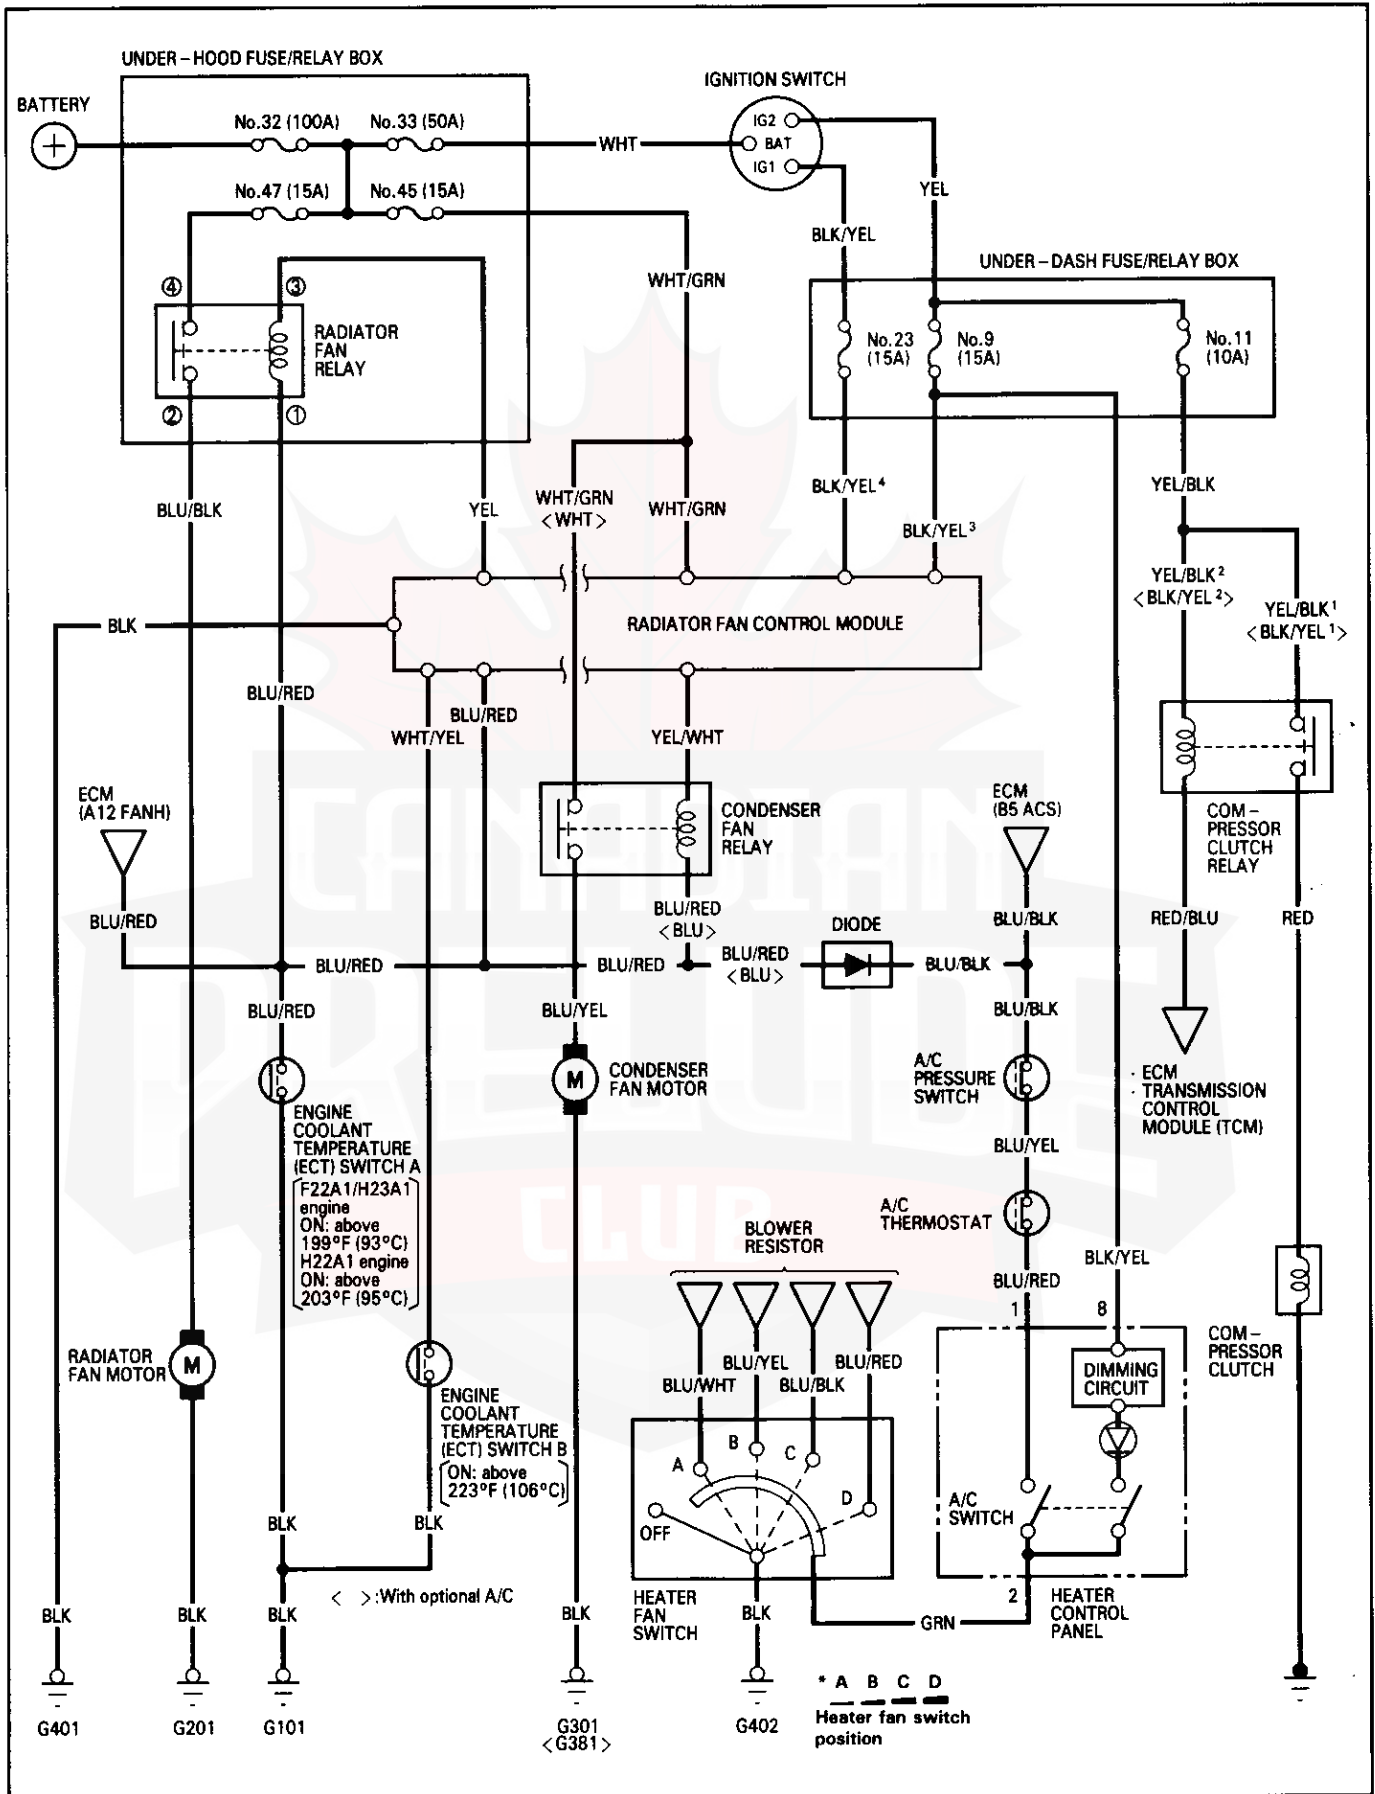 UNDER – HOOD FUSE/RELAY BOX
IGNITION SWITCH
BATTERY
No.32 (100A)
No.33 (50A)
IG2
BAT
IG1
WHT
No.47 (15A)
No.45 (15A)
YEL
BLK/YEL
UNDER – DASH FUSE/RELAY BOX
WHT/GRN
④
③
RADIATOR
FAN
RELAY
No.23
(15A)
No.9
(15A)
No.11
(10A)
②
①
BLU/BLK
YEL
WHT/GRN
<WHT>
WHT/GRN
BLK/YEL4
BLK/YEL3
YEL/BLK
YEL/BLK2
<BLK/YEL2>
YEL/BLK1
<BLK/YEL1>
BLK
RADIATOR FAN CONTROL MODULE
BLU/RED
BLU/RED
WHT/YEL
YEL/WHT
ECM
(A12 FANH)
CONDENSER
FAN
RELAY
ECM
(B5 ACS)
COM –
PRESSOR
CLUTCH
RELAY
BLU/RED
BLU/RED
<BLU>
DIODE
BLU/BLK
RED/BLU
RED
BLU/RED
BLU/RED
BLU/RED
<BLU>
BLU/BLK
BLU/RED
BLU/YEL
BLU/BLK
CANADIAN
PRELUDE
CLUB
M
CONDENSER
FAN MOTOR
A/C
PRESSURE
SWITCH
· ECM
· TRANSMISSION
CONTROL
MODULE (TCM)
ENGINE
COOLANT
TEMPERATURE
(ECT) SWITCH A
F22A1/H23A1
engine
ON: above
199°F (93°C)
H22A1 engine
ON: above
203°F (95°C)
BLU/YEL
A/C
THERMOSTAT
BLOWER
RESISTOR
BLU/RED
BLK/YEL
1
8
RADIATOR
FAN MOTOR
M
BLU/YEL
BLU/RED
BLU/WHT
BLU/BLK
DIMMING
CIRCUIT
COM –
PRESSOR
CLUTCH
ENGINE
COOLANT
TEMPERATURE
(ECT) SWITCH B
ON: above
223°F (106°C)
A
B
C
D
OFF
A/C
SWITCH
BLK
BLK
< > :With optional A/C
HEATER
FAN
SWITCH
2
HEATER
CONTROL
PANEL
BLK
BLK
BLK
BLK
BLK
GRN
* A B C D
Heater fan switch
position
G401
G201
G101
G301
<G381>
G402